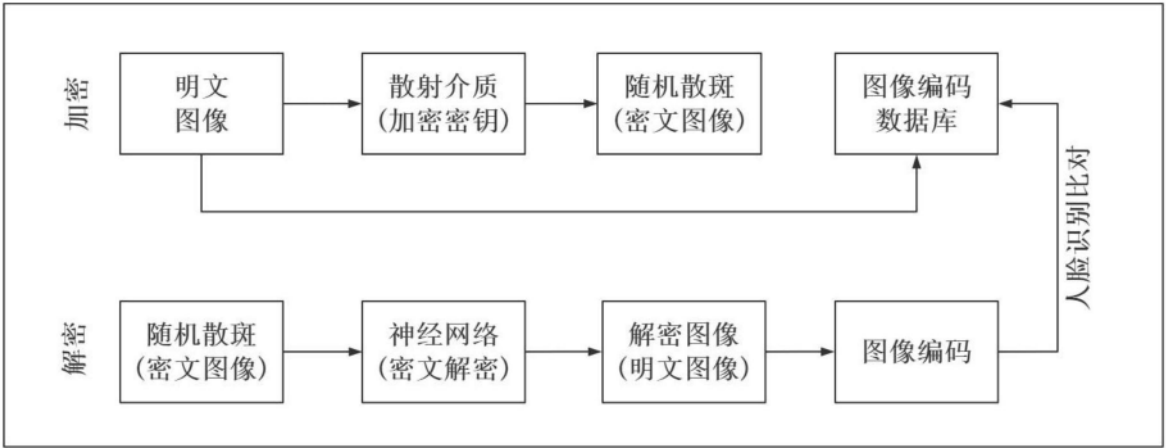 加密
明文
图像
散射介质
(加密密钥)
随机散斑
(密文图像)
图像编码
数据库
人脸识别比对
解密
随机散斑
(密文图像)
神经网络
(密文解密)
解密图像
(明文图像)
图像编码